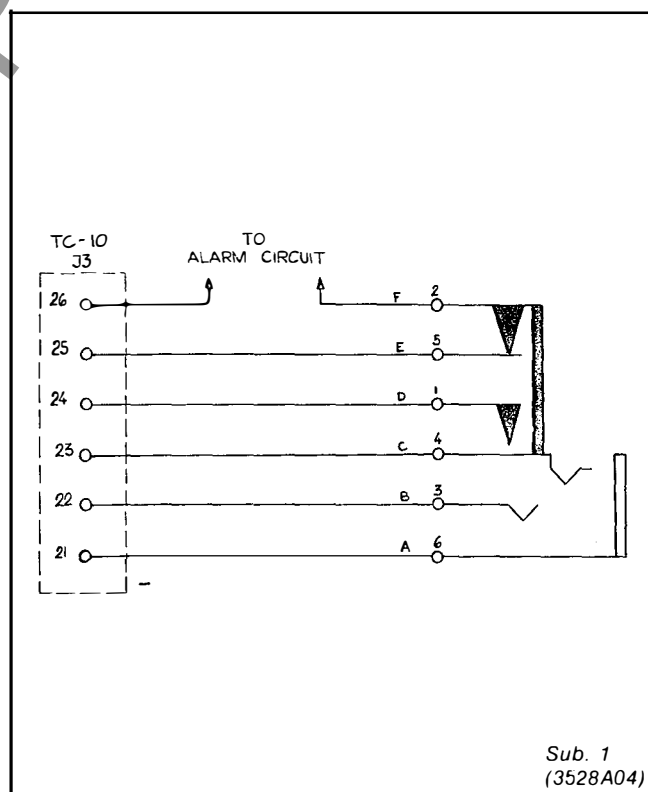 TC-10
J3
TO
ALARM CIRCUIT
26
F 2
25
E 5
24
D 1
23
C 4
22
B 3
21
A 6
Sub. 1
(3528A04)